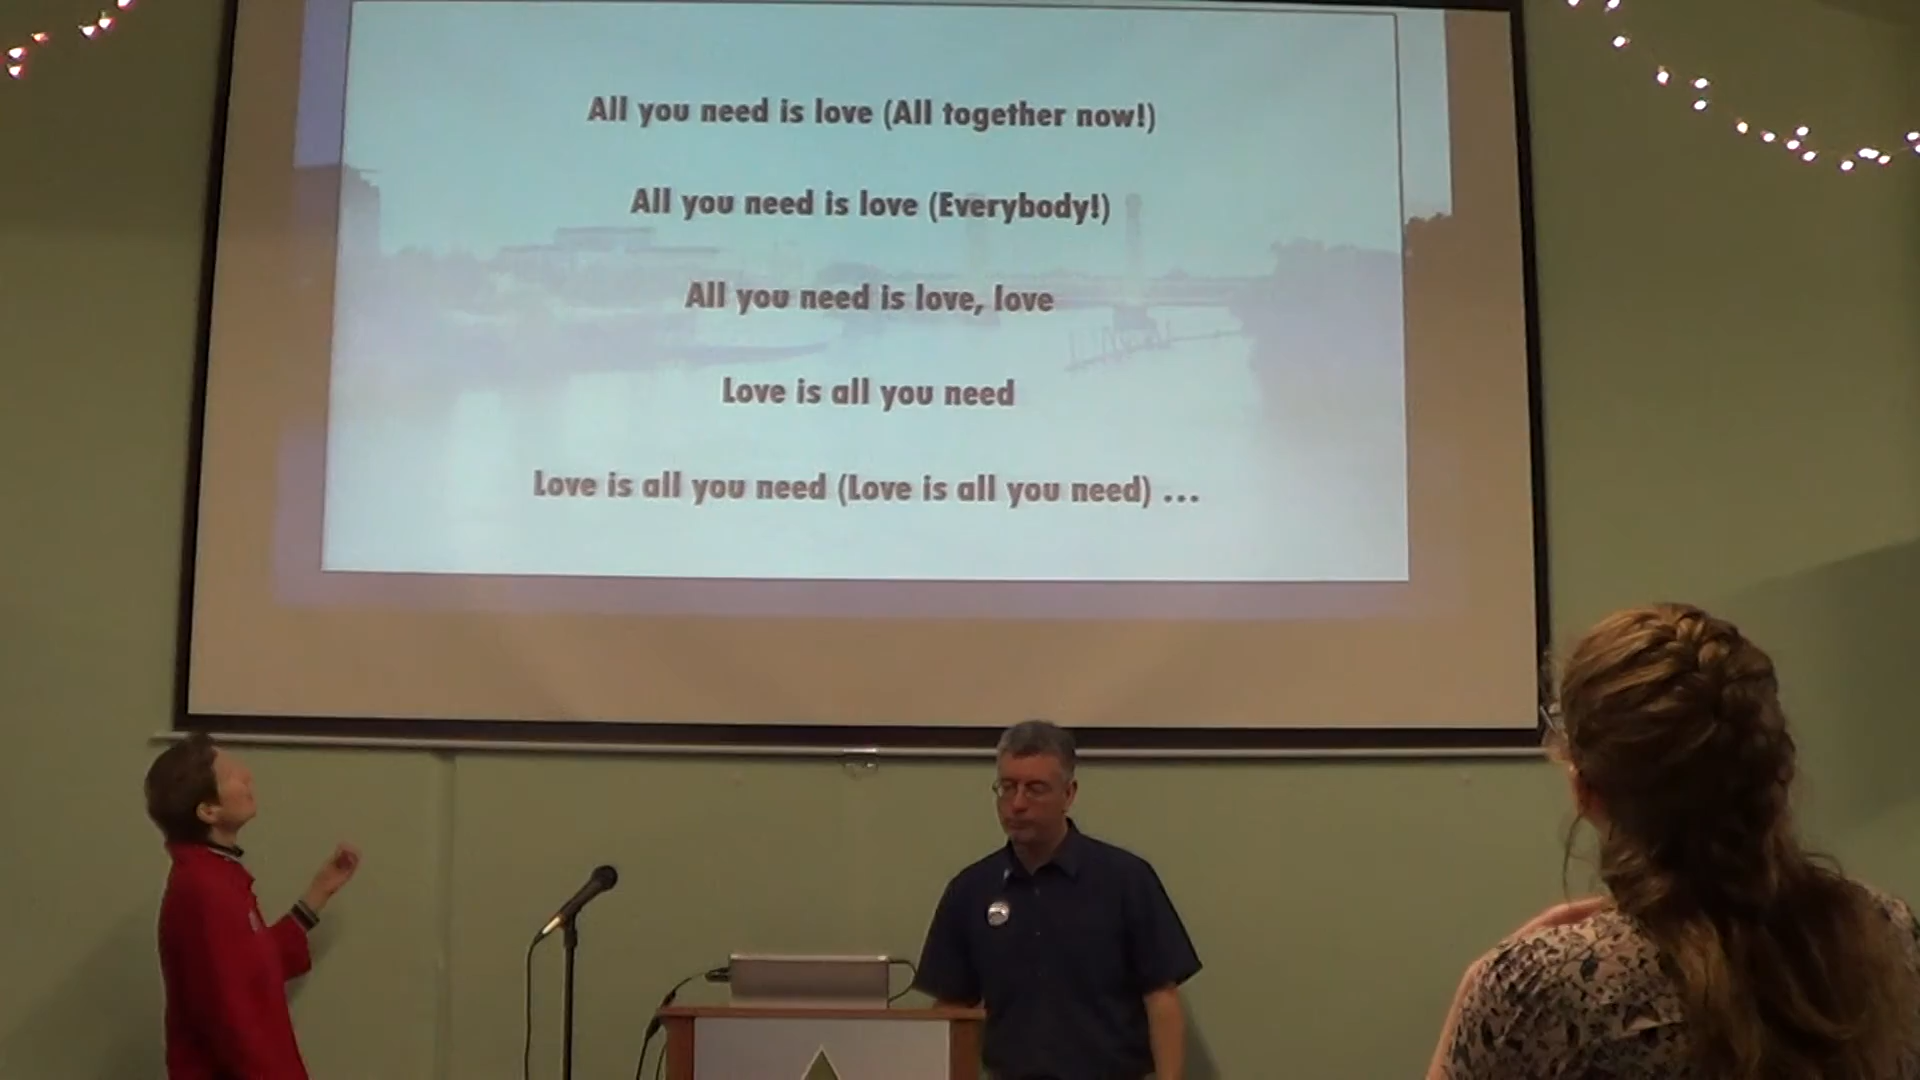 All you need is love (All together now!)
All you need is love (Everybody!)
All you need is love, love
Love is all you need
Love is all you need (Love is all you need) ...